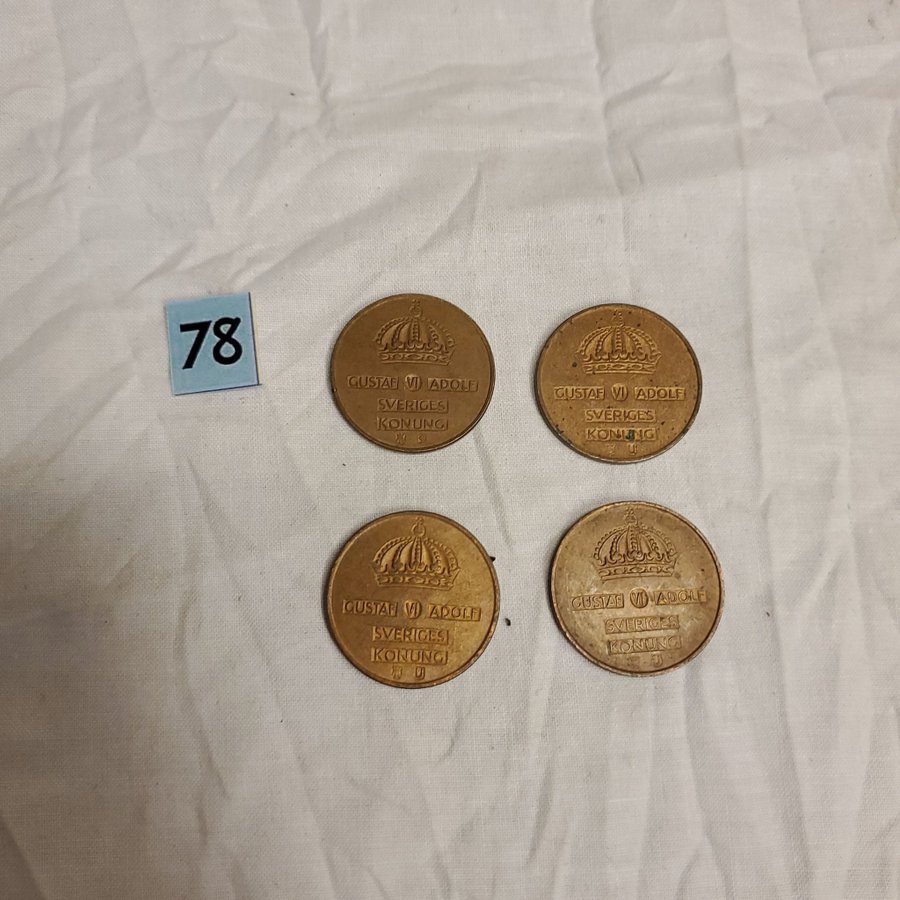 78
GUSTAF VI ADOLF
SVERIGES
KONUNG
GUSTAF VI ADOLF
SVERIGES
KONUNG
GUSTAF VI ADOLF
SVERIGES
KONUNG
GUSTAF VI ADOLF
SVERIGES
KONUNG